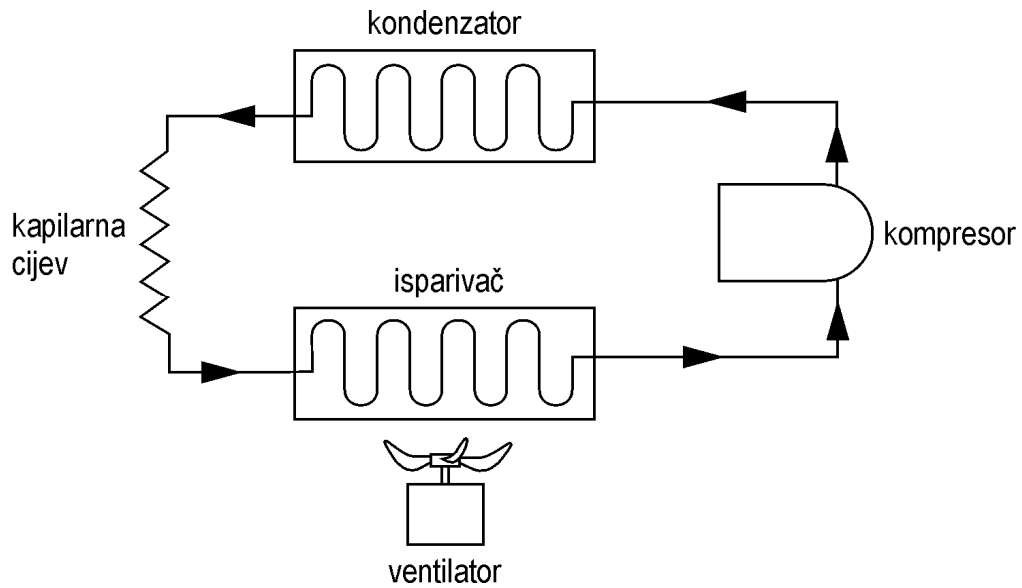 kondenzator
kapilarna
cijev
kompresor
isparivač
ventilator